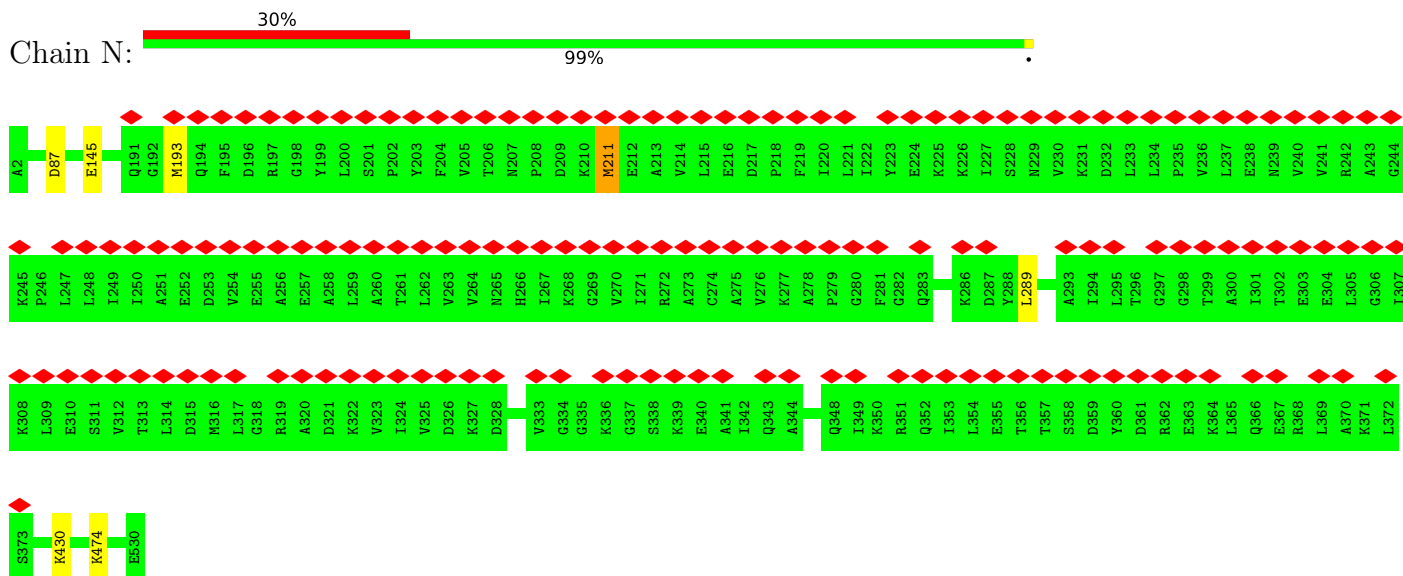 30%
Chain N:
99%
.
A2 D87 E145 Q191 G192 M193 Q194 F195 D196 R197 G198 Y199 L200 S201 P202 Y203 F204 V205 T206 N207 P208 D209 K210 M211 E212 A213 V214 L215 E216 D217 P218 F219 I220 L221 I222 Y223 E224 K225 K226 I227 S228 N229 V230 K231 D232 L233 L234 P235 V236 L237 E238 N239 V240 V241 R242 A243 G244
K245 P246 L247 L248 I249 I250 A251 E252 D253 V254 E255 A256 E257 A258 L259 A260 T261 L262 V263 V264 N265 H266 I267 K268 G269 V270 I271 R272 A273 C274 A275 V276 K277 A278 P279 G280 F281 G282 Q283 K286 D287 Y288 L289 A293 I294 L295 T296 G297 G298 T299 A300 I301 T302 E303 E304 L305 G306 I307
K308 L309 E310 S311 V312 T313 L314 D315 M316 L317 G318 R319 A320 D321 K322 V323 I324 V325 D326 K327 D328 V333 G334 G335 K336 G337 S338 K339 E340 A341 I342 Q343 A344 Q348 I349 K350 R351 Q352 I353 L354 E355 T356 T357 S358 D359 Y360 D361 R362 E363 K364 L365 Q366 E367 R368 L369 A370 K371 L372
S373 K430 K474 E530